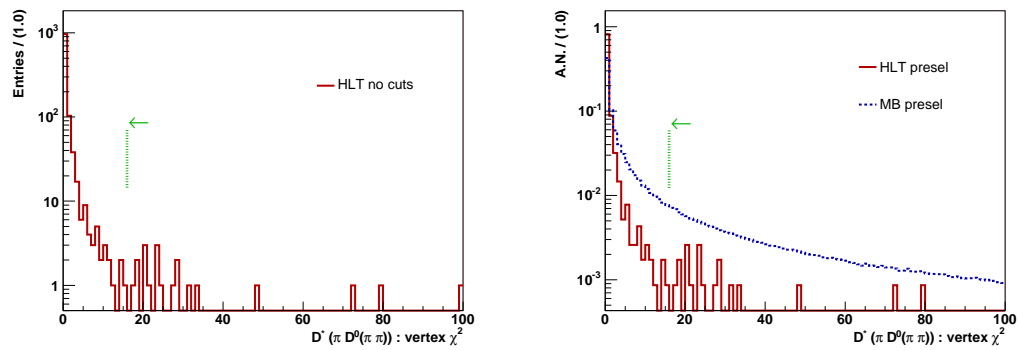 Entries / (1.0)
10³
10²
10
1
HLT no cuts
0 20 40 60 80 100
D* (π D⁰(π π)) : vertex χ²
A.N. / (1.0)
1
10⁻¹
10⁻²
10⁻³
HLT presel
MB presel
0 20 40 60 80 100
D* (π D⁰(π π)) : vertex χ²